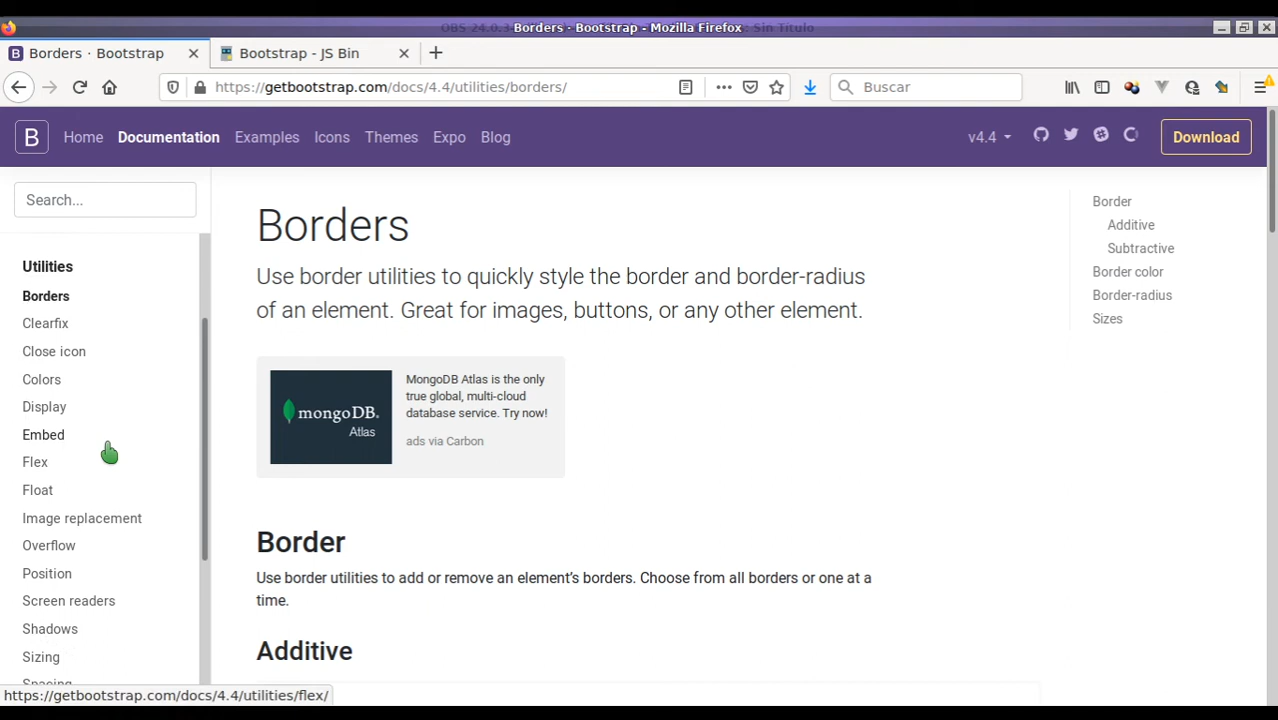 Borders · Bootstrap - Mozilla Firefox
Borders · Bootstrap
Bootstrap - JS Bin
https://getbootstrap.com/docs/4.4/utilities/borders/
Buscar
B Home Documentation Examples Icons Themes Expo Blog
v4.4
Download
Search...
Utilities
Borders
Clearfix
Close icon
Colors
Display
Embed
Flex
Float
Image replacement
Overflow
Position
Screen readers
Shadows
Sizing
Spacing
Borders
Use border utilities to quickly style the border and border-radius
of an element. Great for images, buttons, or any other element.
mongoDB.
Atlas
MongoDB Atlas is the only
true global, multi-cloud
database service. Try now!
ads via Carbon
Border
Use border utilities to add or remove an element's borders. Choose from all borders or one at a
time.
Additive
Border
Additive
Subtractive
Border color
Border-radius
Sizes
https://getbootstrap.com/docs/4.4/utilities/flex/